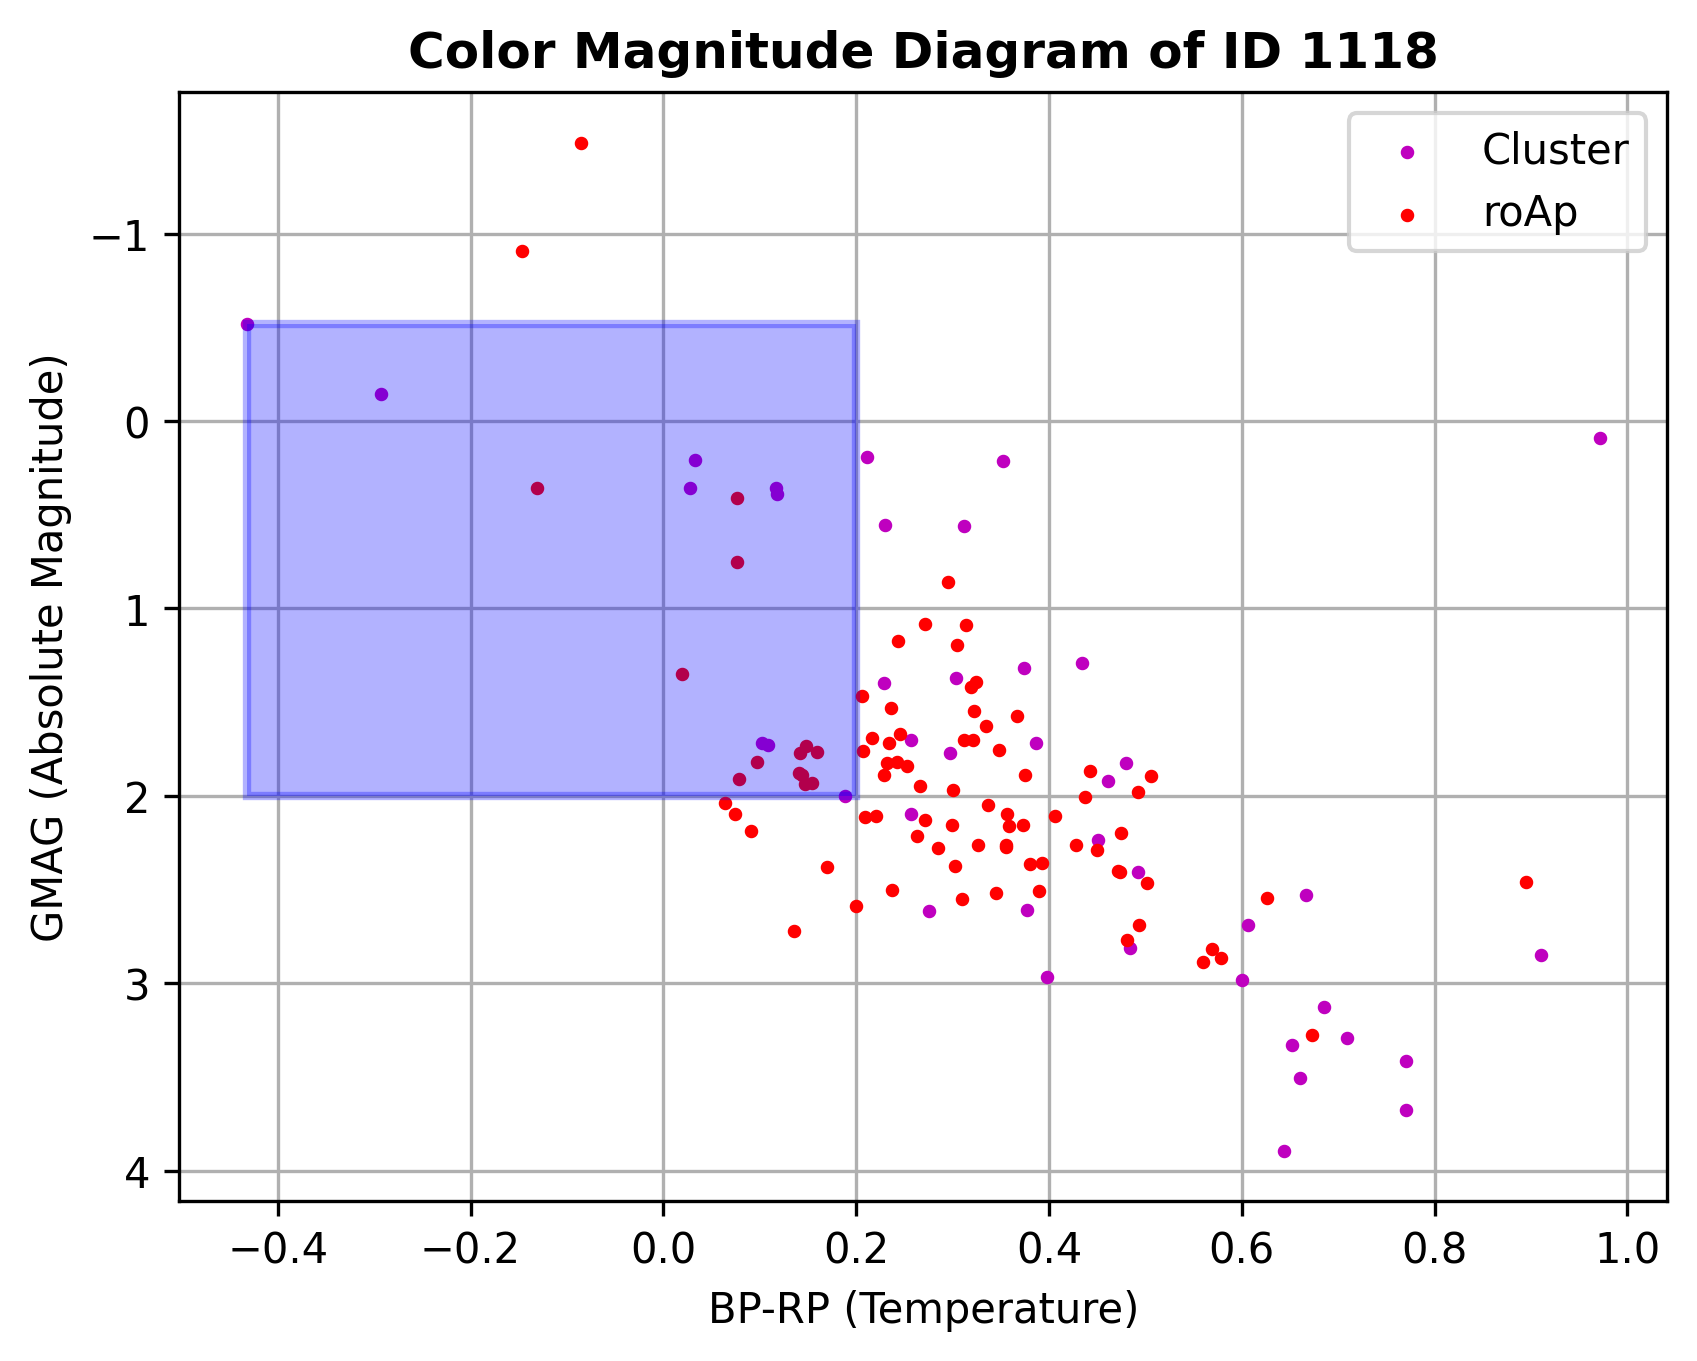 Color Magnitude Diagram of ID 1118
Cluster
roAp
−1
0
1
2
3
4
GMAG (Absolute Magnitude)
−0.4 −0.2 0.0 0.2 0.4 0.6 0.8 1.0
BP-RP (Temperature)